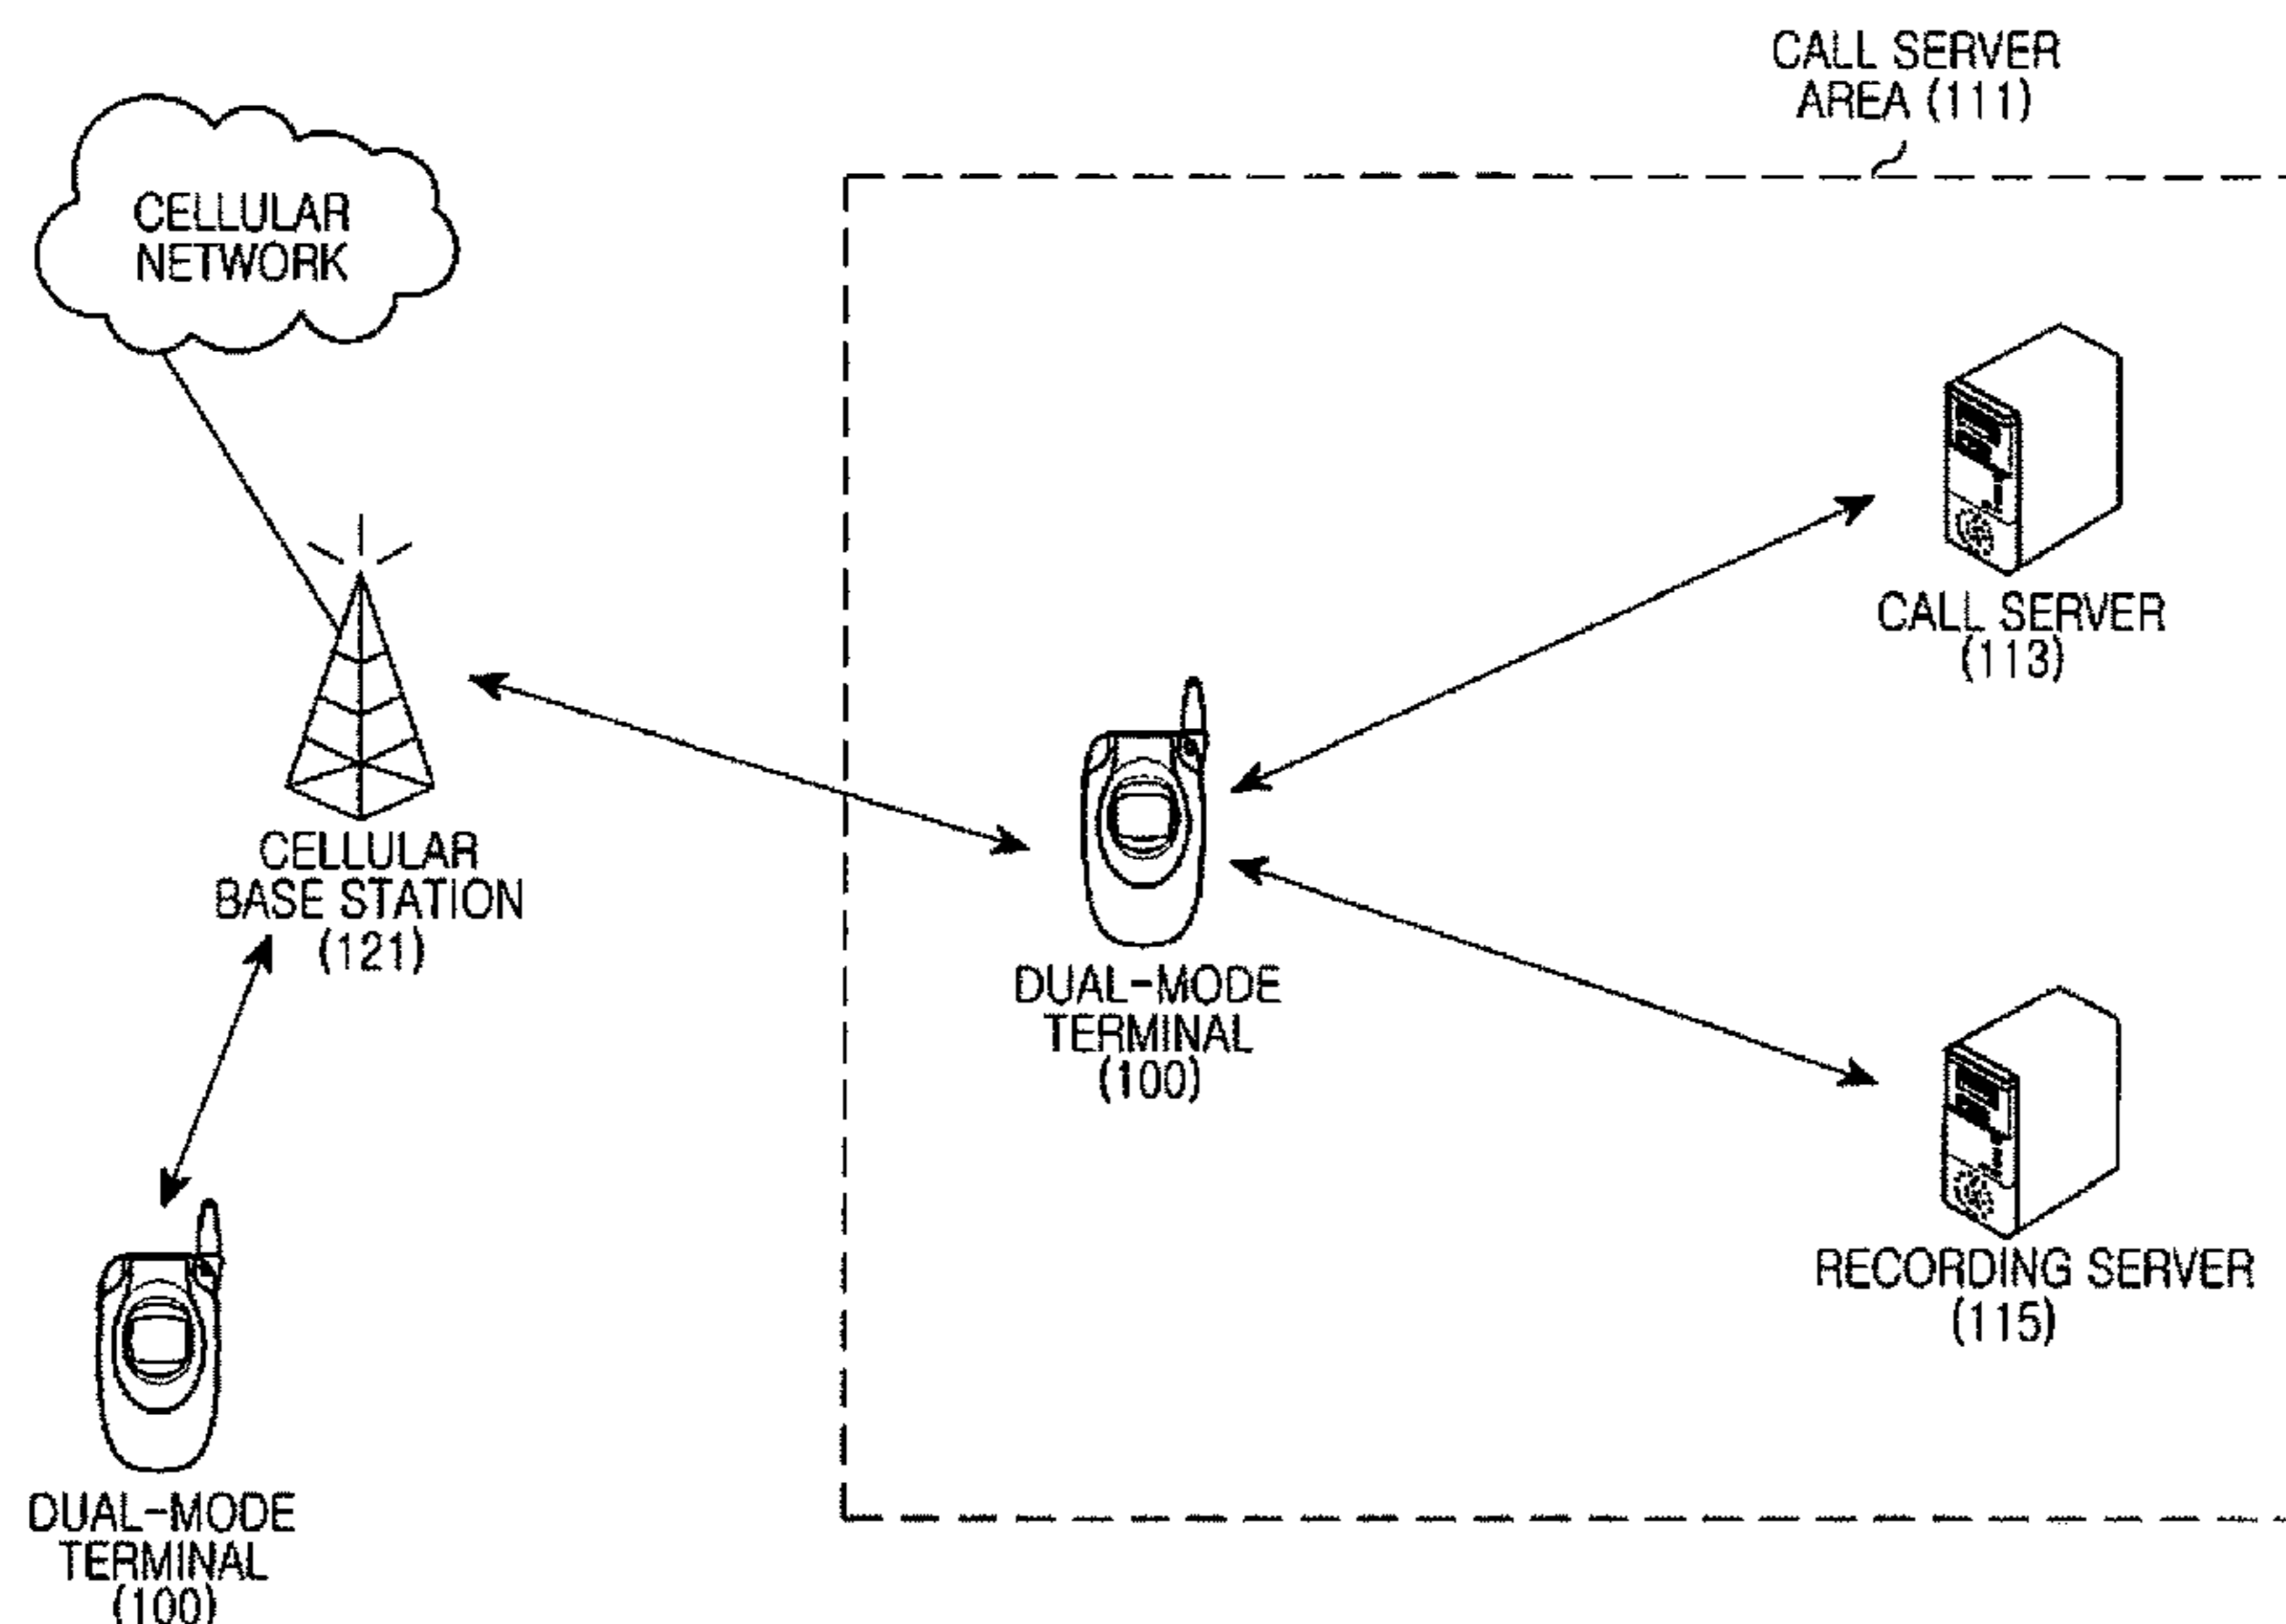 CALL SERVER
AREA (111)
CELLULAR
NETWORK
CALL SERVER
(113)
CELLULAR
BASE STATION
(121)
DUAL-MODE
TERMINAL
(100)
RECORDING SERVER
(115)
DUAL-MODE
TERMINAL
(100)